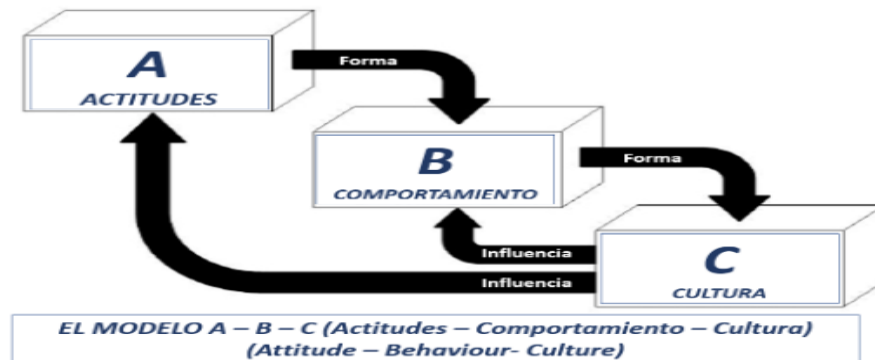 A
ACTITUDES
Forma
B
COMPORTAMIENTO
Forma
Influencia
Influencia
C
CULTURA
EL MODELO A – B – C (Actitudes – Comportamiento – Cultura)
(Attitude – Behaviour- Culture)